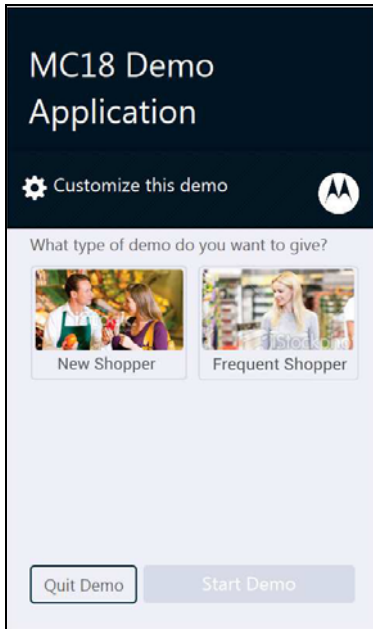 MC18 Demo
Application
Customize this demo
What type of demo do you want to give?
New Shopper
Frequent Shopper
Quit Demo
Start Demo